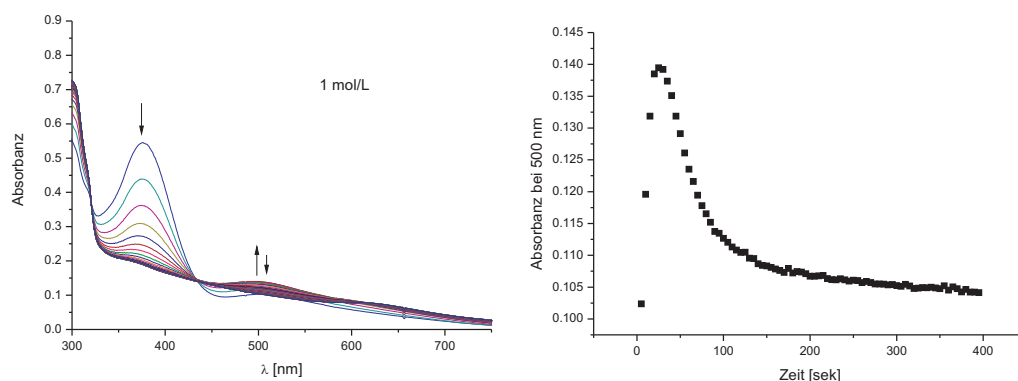 0.9
0.8
0.7
0.6
0.5
0.4
0.3
0.2
0.1
0.0
Absorbanz
1 mol/L
300 400 500 600 700
λ [nm]
0.145
0.140
0.135
0.130
0.125
0.120
0.115
0.110
0.105
0.100
Absorbanz bei 500 nm
0 100 200 300 400
Zeit [sek]